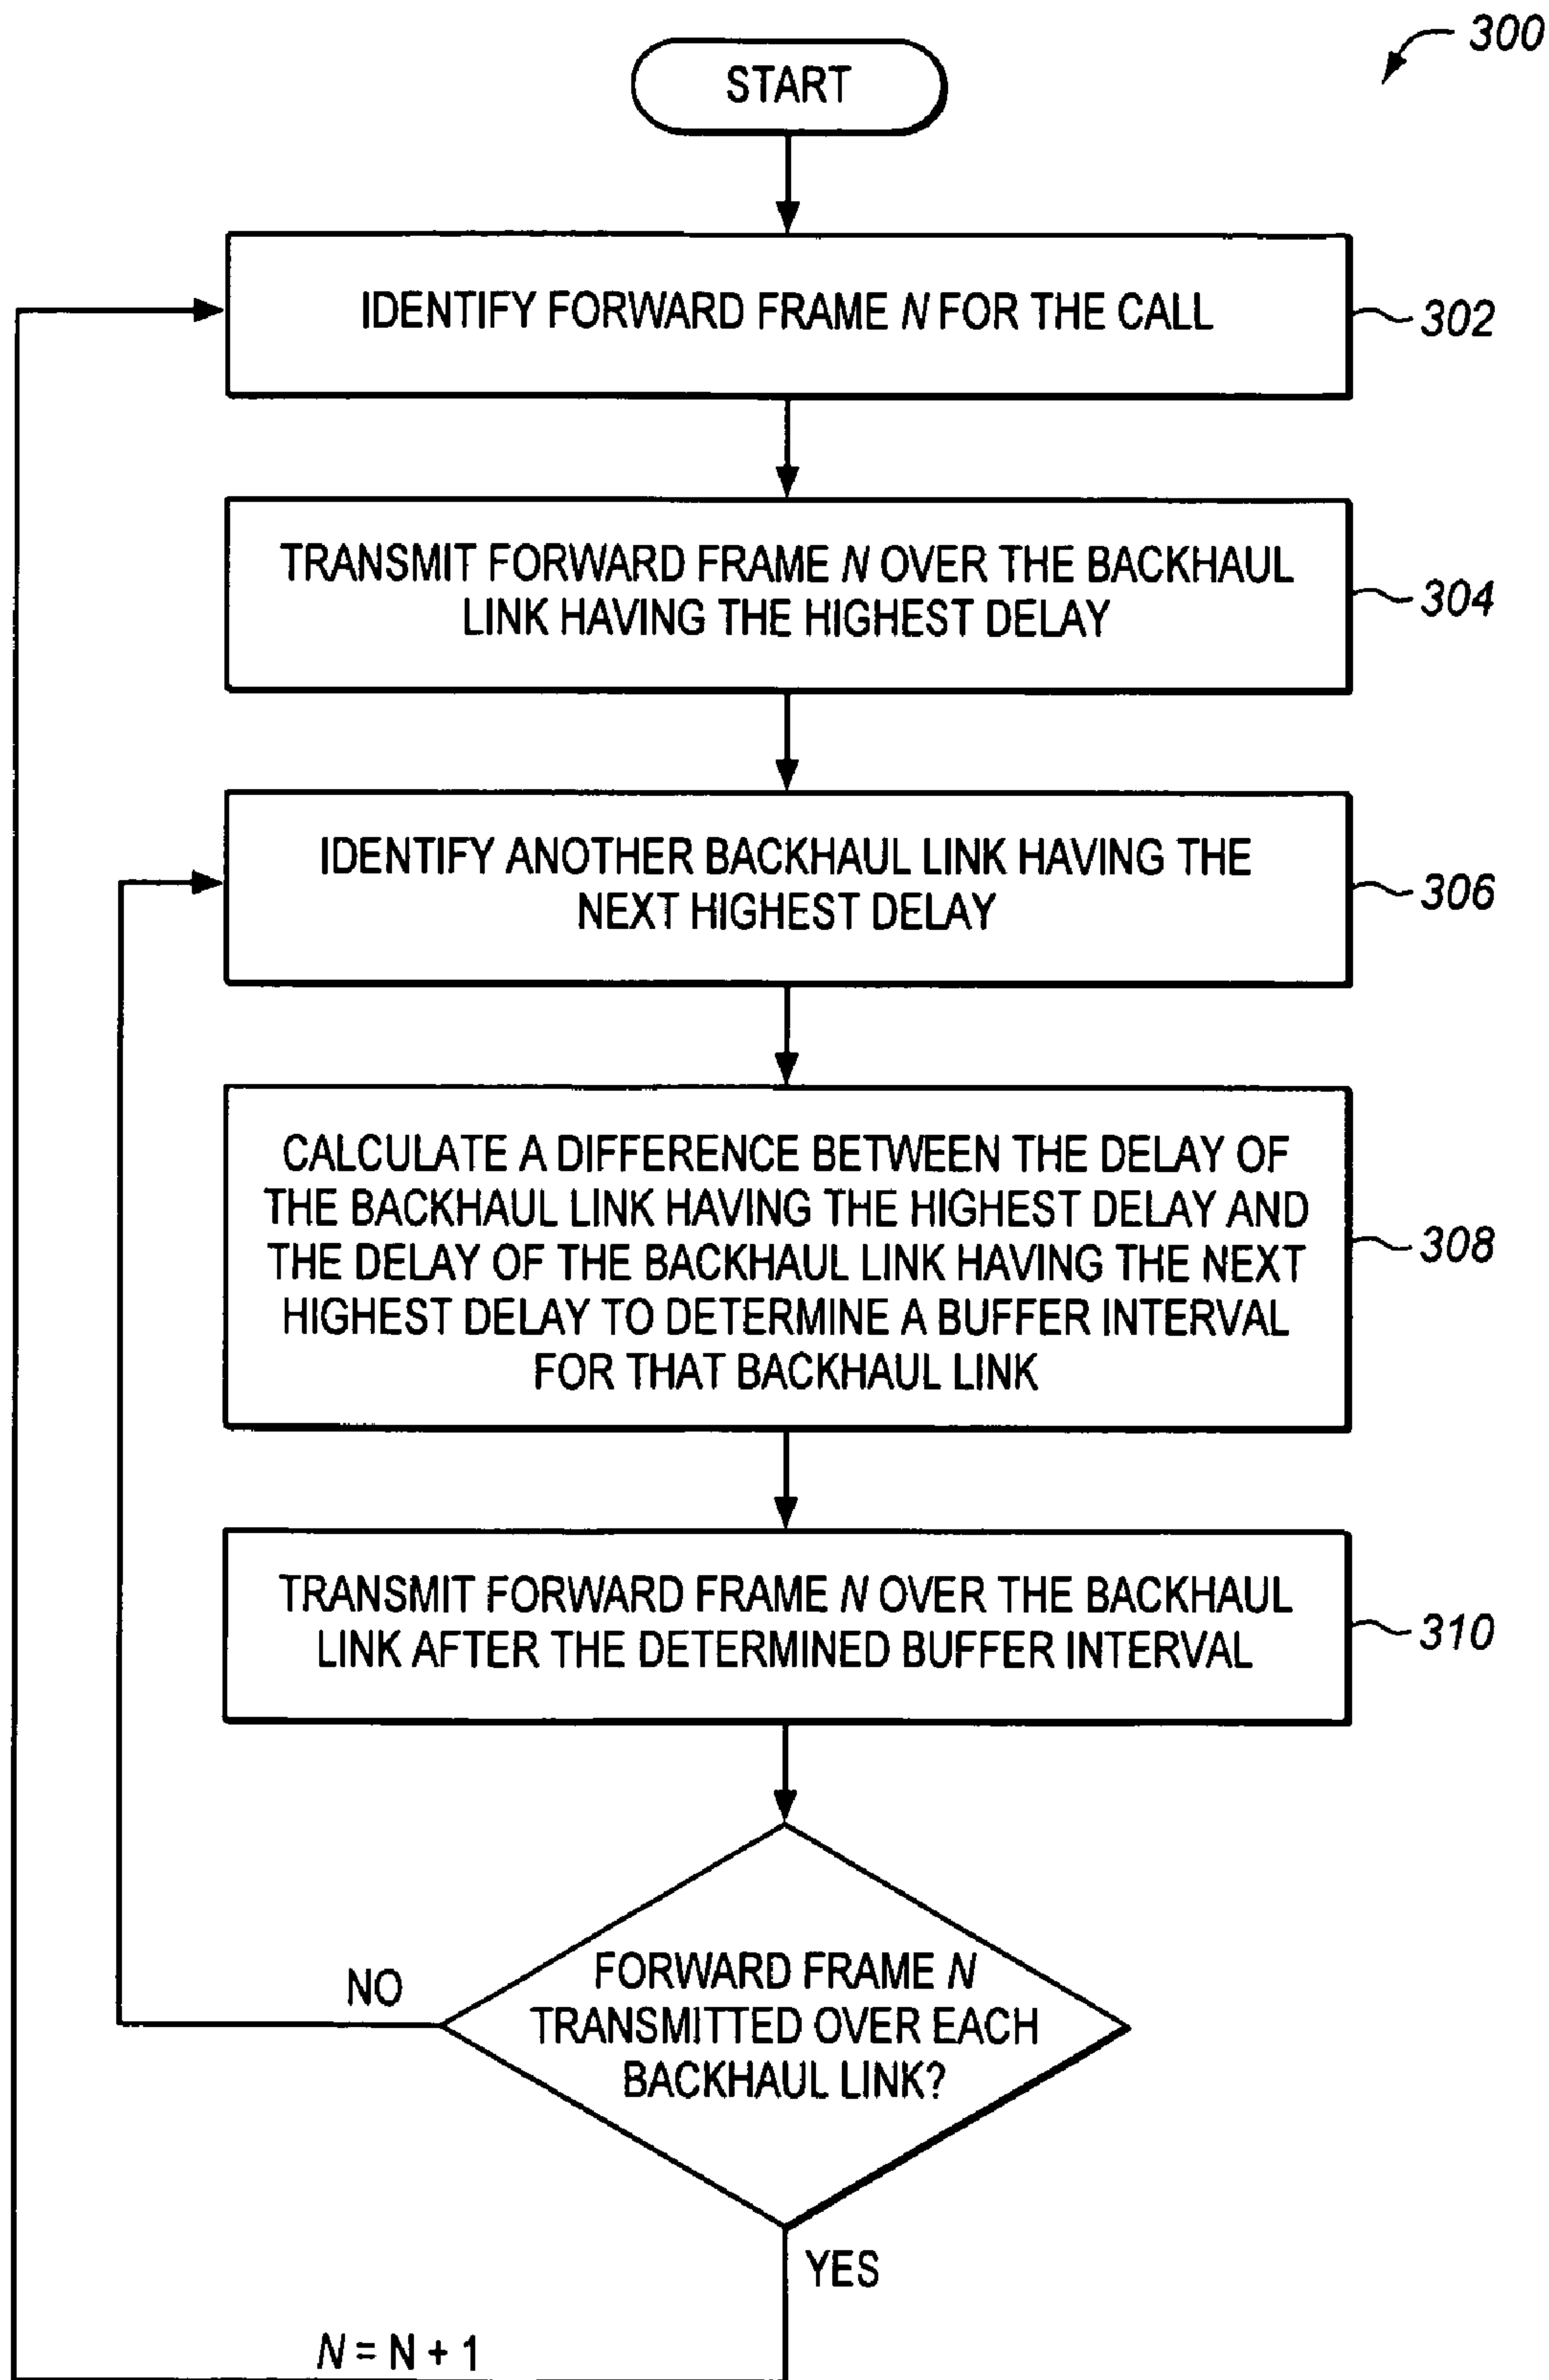 300
START
IDENTIFY FORWARD FRAME N FOR THE CALL
302
TRANSMIT FORWARD FRAME N OVER THE BACKHAUL
LINK HAVING THE HIGHEST DELAY
304
IDENTIFY ANOTHER BACKHAUL LINK HAVING THE
NEXT HIGHEST DELAY
306
CALCULATE A DIFFERENCE BETWEEN THE DELAY OF
THE BACKHAUL LINK HAVING THE HIGHEST DELAY AND
THE DELAY OF THE BACKHAUL LINK HAVING THE NEXT
HIGHEST DELAY TO DETERMINE A BUFFER INTERVAL
FOR THAT BACKHAUL LINK
308
TRANSMIT FORWARD FRAME N OVER THE BACKHAUL
LINK AFTER THE DETERMINED BUFFER INTERVAL
310
FORWARD FRAME N
TRANSMITTED OVER EACH
BACKHAUL LINK?
NO
YES
N = N + 1